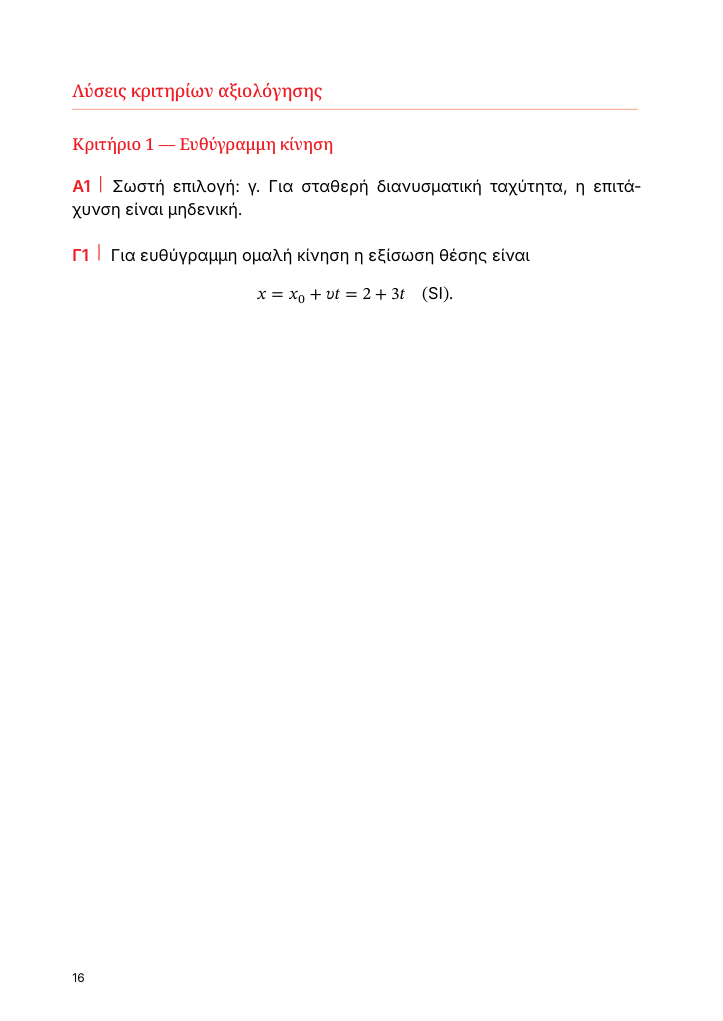 Λύσεις κριτηρίων αξιολόγησης
Κριτήριο 1 — Ευθύγραμμη κίνηση
Α1 | Σωστή επιλογή: γ. Για σταθερή διανυσματική ταχύτητα, η επιτά-
χυνση είναι μηδενική.
Γ1 | Για ευθύγραμμη ομαλή κίνηση η εξίσωση θέσης είναι
x = x₀ + υt = 2 + 3t (SI).
16